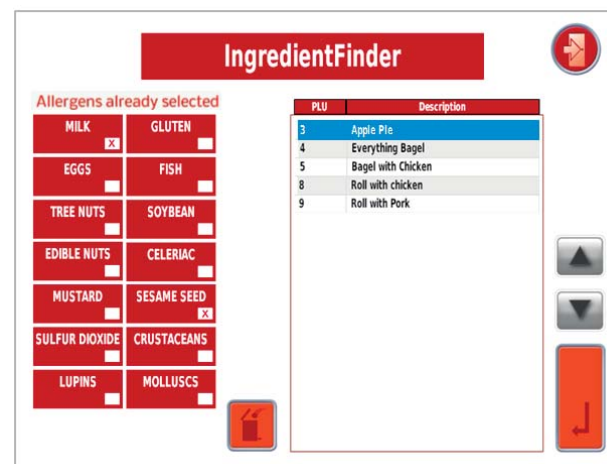 IngredientFinder
Allergens already selected
MILK
X
GLUTEN
EGGS
FISH
TREE NUTS
SOYBEAN
EDIBLE NUTS
CELERIAC
MUSTARD
SESAME SEED
X
SULFUR DIOXIDE
CRUSTACEANS
LUPINS
MOLLUSCS
PLU Description
3 Apple PIe
4 Everything Bagel
5 Bagel with Chicken
8 Roll with chicken
9 Roll with Pork